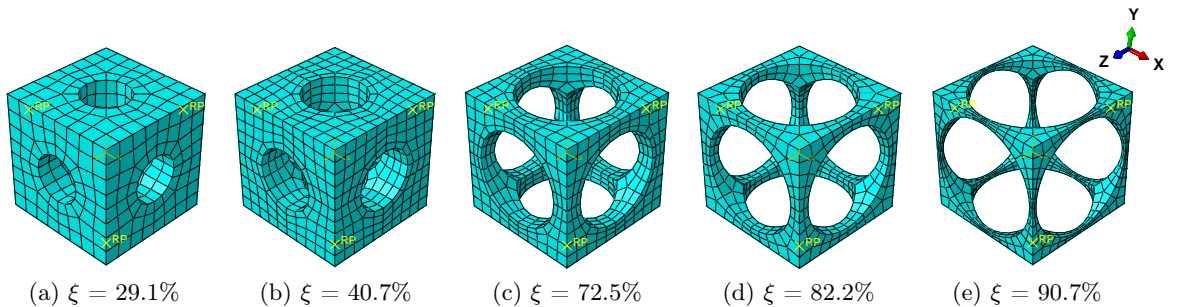 Y
Z
X
RP RP RP
RP RP RP
RP RP RP
RP RP RP
RP RP RP
(a) ξ = 29.1%
(b) ξ = 40.7%
(c) ξ = 72.5%
(d) ξ = 82.2%
(e) ξ = 90.7%